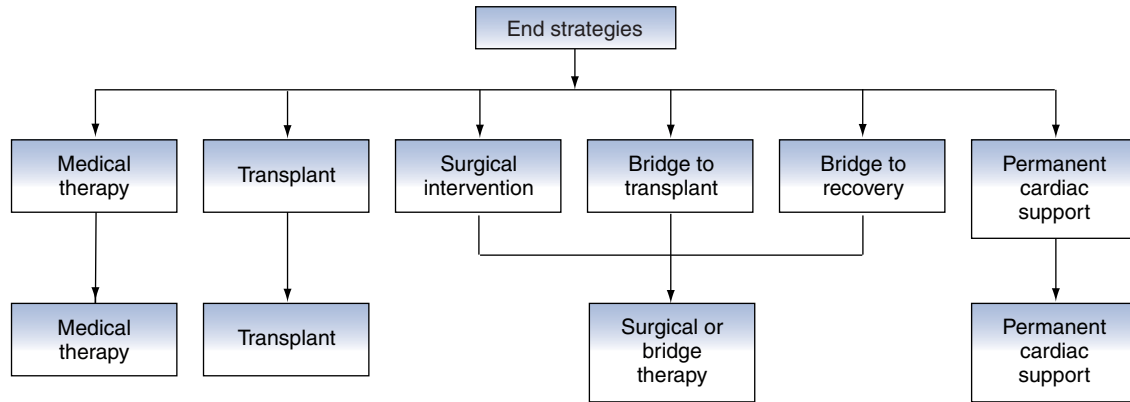 End strategies
Medical
therapy
Transplant
Surgical
intervention
Bridge to
transplant
Bridge to
recovery
Permanent
cardiac
support
Medical
therapy
Transplant
Surgical or
bridge
therapy
Permanent
cardiac
support